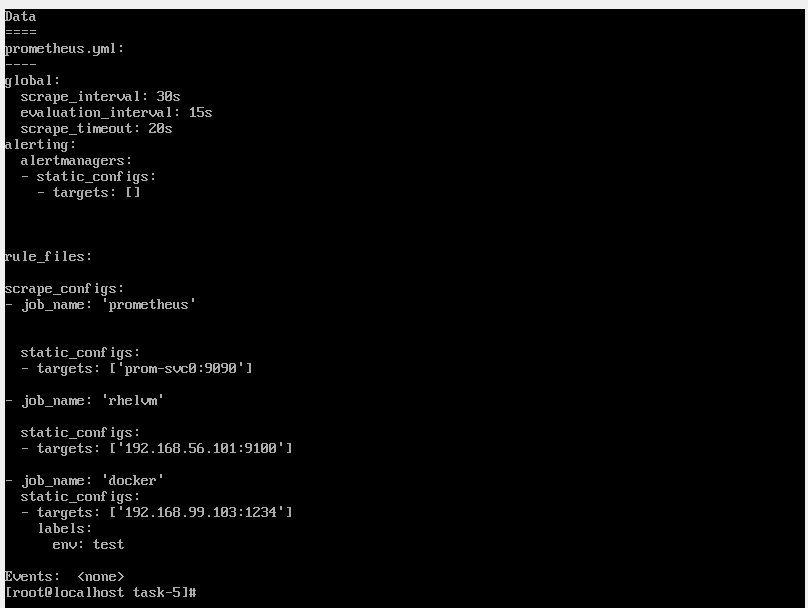 Data
====
prometheus.yml:
----
global:
  scrape_interval: 30s
  evaluation_interval: 15s
  scrape_timeout: 20s
alerting:
  alertmanagers:
  - static_configs:
    - targets: []
rule_files:
scrape_configs:
- job_name: 'prometheus'
  static_configs:
  - targets: ['prom-svc0:9090']
- job_name: 'rhelvm'
  static_configs:
  - targets: ['192.168.56.101:9100']
- job_name: 'docker'
  static_configs:
  - targets: ['192.168.99.103:1234']
    labels:
      env: test
Events:  <none>
[root@localhost task-5]#